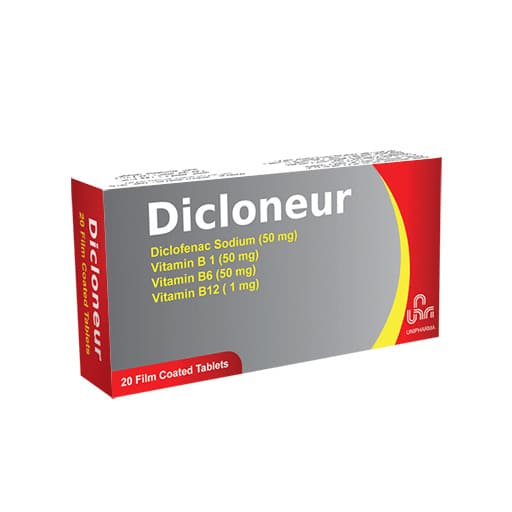 Dicloneur
Diclofenac Sodium (50 mg)
Vitamin B 1 (50 mg)
Vitamin B6 (50 mg)
Vitamin B12 ( 1 mg)
20 Film Coated Tablets
UNIPHARMA
Dicloneur
20 Film Coated Tablets